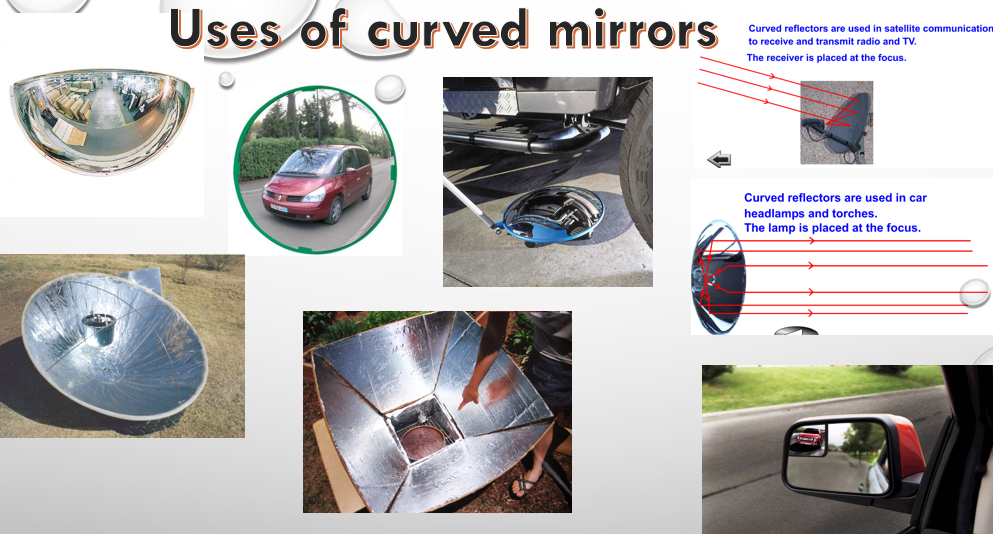 Uses of curved mirrors
Curved reflectors are used in satellite communication
to receive and transmit radio and TV.
The receiver is placed at the focus.
Curved reflectors are used in car
headlamps and torches.
The lamp is placed at the focus.